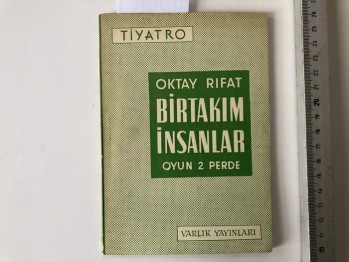 TİYATRO
OKTAY RIFAT
BİRTAKIM
İNSANLAR
OYUN 2 PERDE
VARLIK YAYINLARI